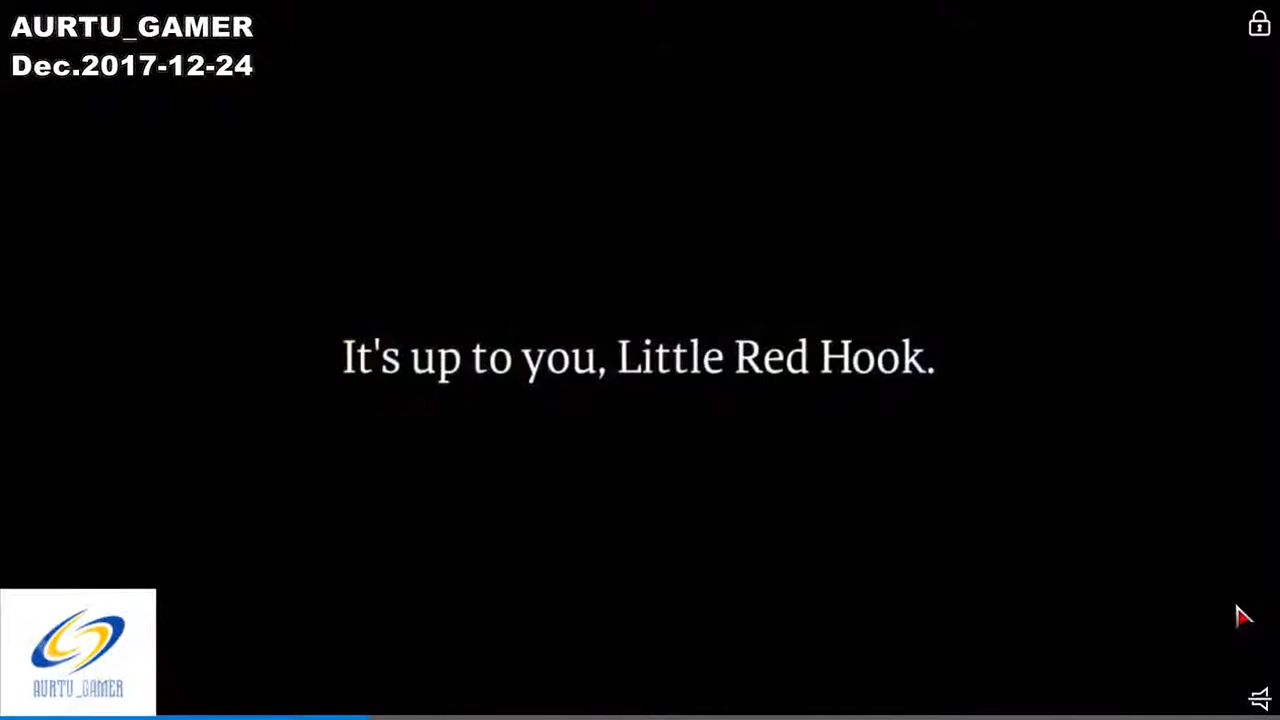 AURTU_GAMER
Dec.2017-12-24
It's up to you, Little Red Hook.
AURTU_GAMER